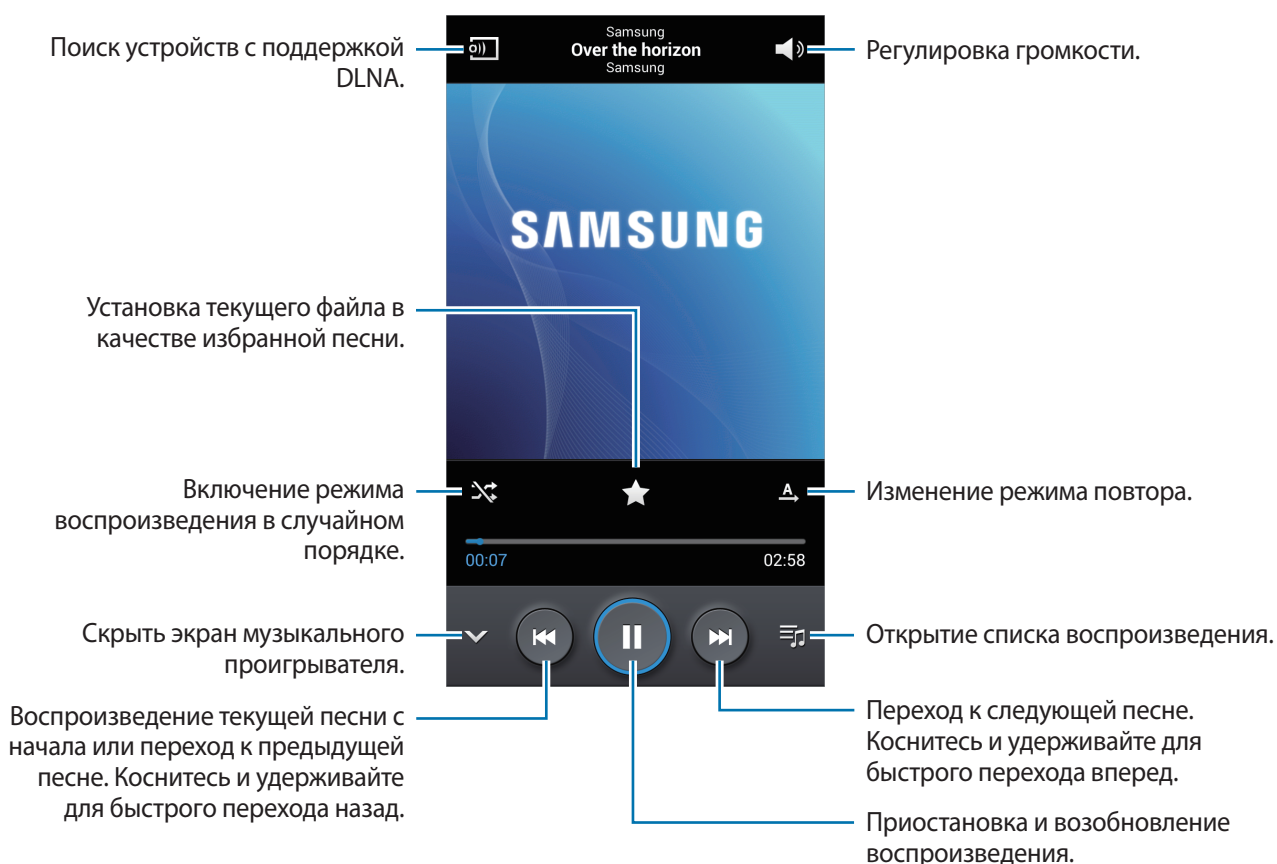 Поиск устройств с поддержкой
DLNA.
Samsung
Over the horizon
Samsung
Регулировка громкости.
SAMSUNG
Установка текущего файла в
качестве избранной песни.
Включение режима
воспроизведения в случайном
порядке.
A
Изменение режима повтора.
00:07
02:58
Скрыть экран музыкального
проигрывателя.
Открытие списка воспроизведения.
Воспроизведение текущей песни с
начала или переход к предыдущей
песне. Коснитесь и удерживайте
для быстрого перехода назад.
Переход к следующей песне.
Коснитесь и удерживайте для
быстрого перехода вперед.
Приостановка и возобновление
воспроизведения.